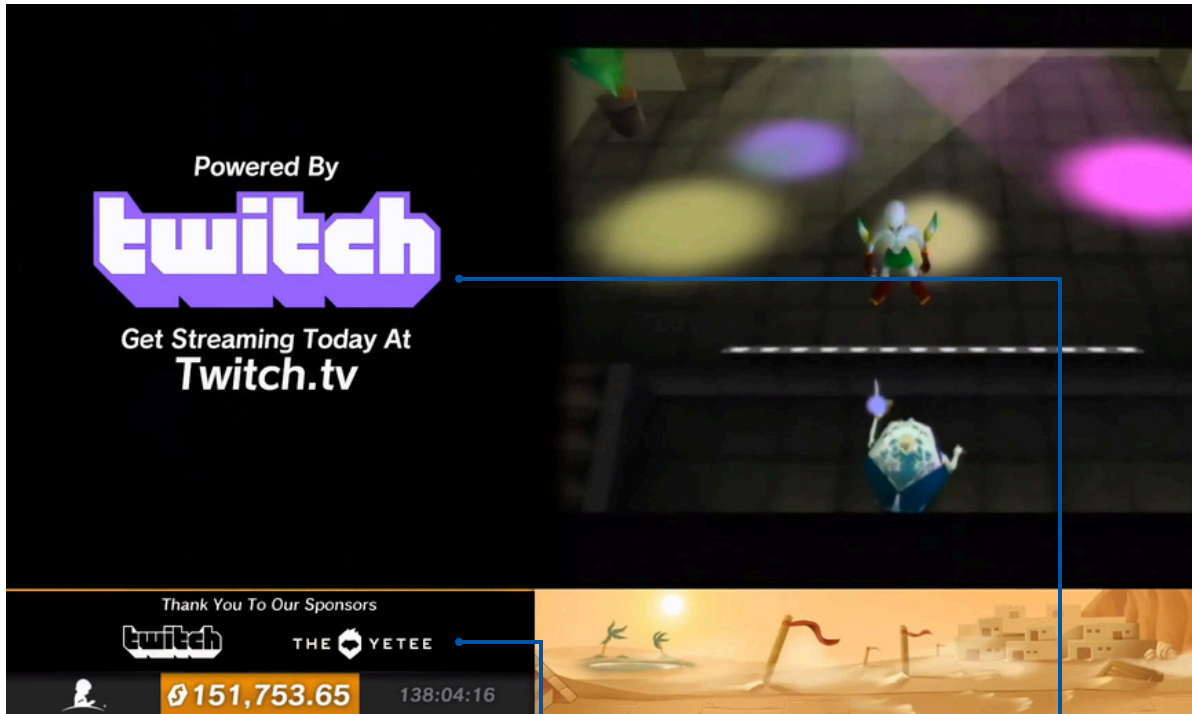 Powered By
twitch
Get Streaming Today At
Twitch.tv
Thank You To Our Sponsors
twitch THE YETEE
151,753.65 138:04:16